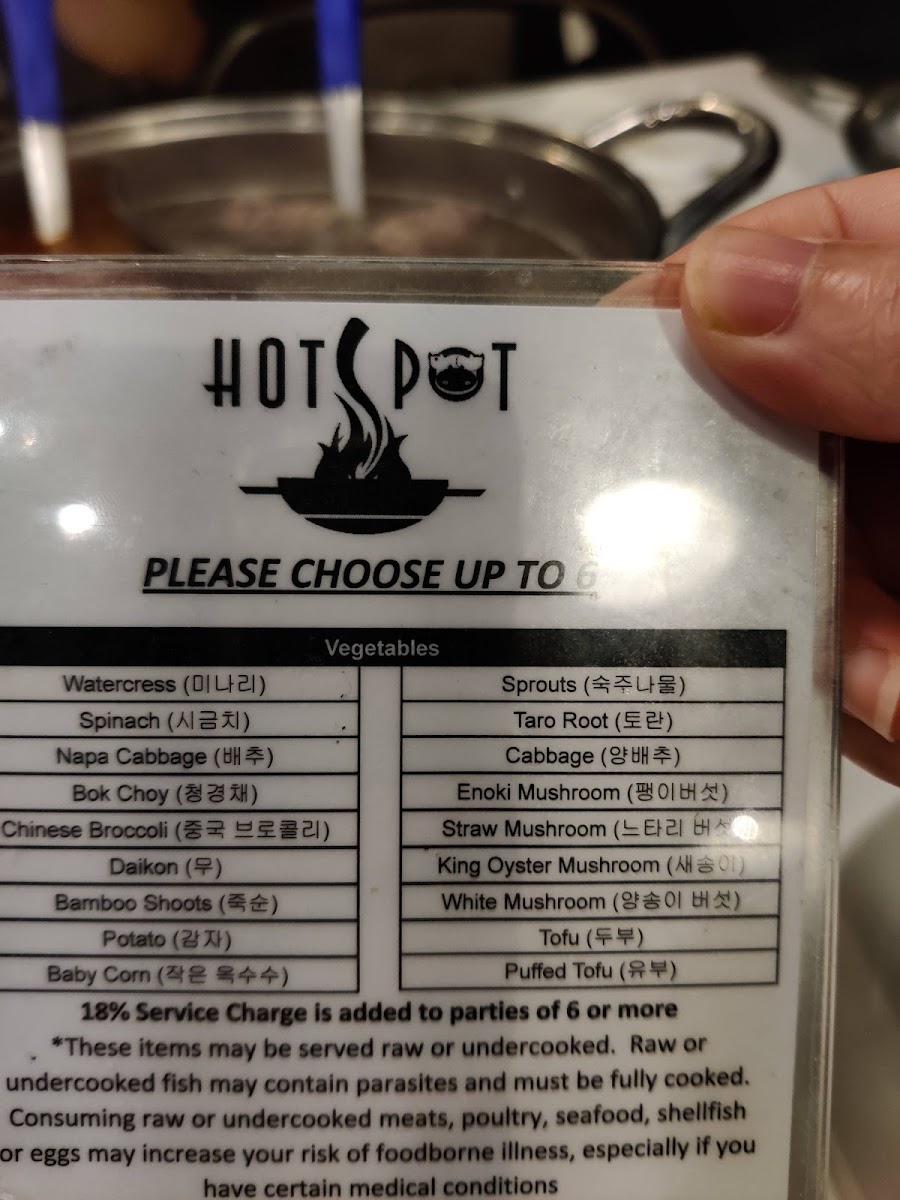 HOT SPOT
PLEASE CHOOSE UP TO 6
Vegetables
Watercress (미나리)
Spinach (시금치)
Napa Cabbage (배추)
Bok Choy (청경채)
Chinese Broccoli (중국 브로콜리)
Daikon (무)
Bamboo Shoots (죽순)
Potato (감자)
Baby Corn (작은 옥수수)
Sprouts (숙주나물)
Taro Root (토란)
Cabbage (양배추)
Enoki Mushroom (팽이버섯)
Straw Mushroom (느타리 버섯
King Oyster Mushroom (새송이)
White Mushroom (양송이 버섯)
Tofu (두부)
Puffed Tofu (유부)
18% Service Charge is added to parties of 6 or more
*These items may be served raw or undercooked. Raw or
undercooked fish may contain parasites and must be fully cooked.
Consuming raw or undercooked meats, poultry, seafood, shellfish
or eggs may increase your risk of foodborne illness, especially if you
have certain medical conditions